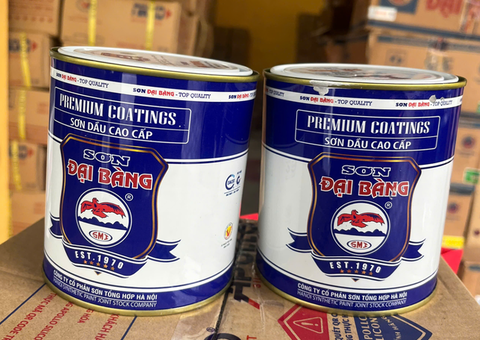 SƠN ĐẠI BÀNG - TOP QUALITY
PREMIUM COATINGS
SƠN DẦU CAO CẤP
SƠN
ĐẠI BÀNG
®
SM
EST.1970
CÔNG TY CỔ PHẦN SƠN TỔNG HỢP HÀ NỘI
HANOI SYNTHETIC PAINT JOINT STOCK COMPANY
SƠN ĐẠI BÀNG - TOP QUALITY
PREMIUM COATINGS
SƠN DẦU CAO CẤP
SƠN
ĐẠI BÀNG
®
SM
EST.1970
CÔNG TY CỔ PHẦN SƠN TỔNG HỢP HÀ NỘI
HANOI SYNTHETIC PAINT JOINT STOCK COMPANY